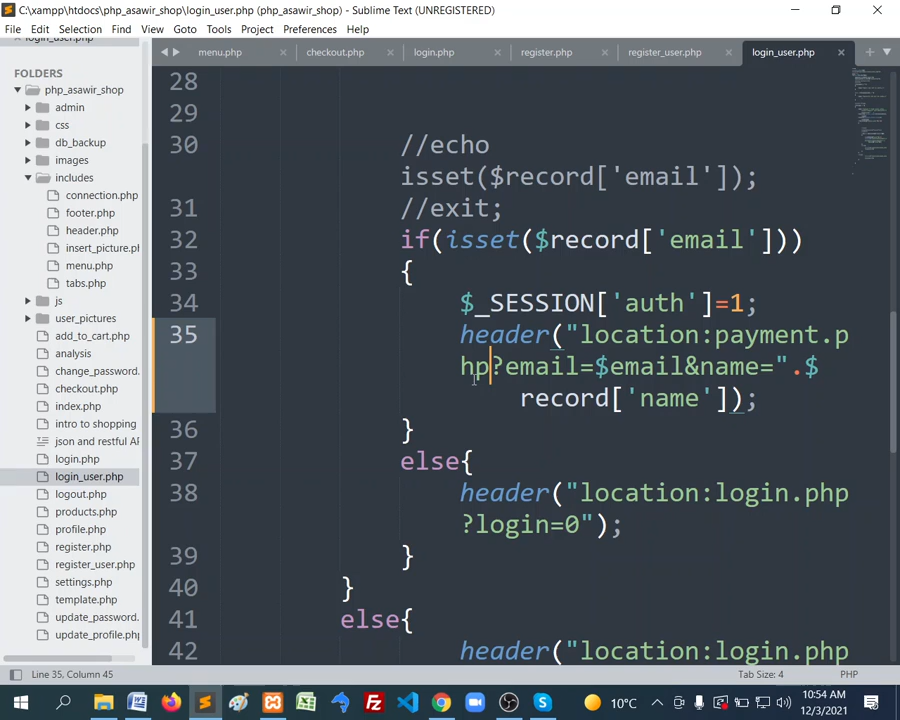 C:\xampp\htdocs\php_asawir_shop\login_user.php (php_asawir_shop) - Sublime Text (UNREGISTERED)
File Edit Selection Find View Goto Tools Project Preferences Help
login_user.php
menu.php checkout.php login.php register.php register_user.php login_user.php
FOLDERS
php_asawir_shop
admin
css
db_backup
images
includes
connection.php
footer.php
header.php
insert_picture.ph
menu.php
tabs.php
js
user_pictures
add_to_cart.php
analysis
change_password.
checkout.php
index.php
intro to shopping
json and restful AP
login.php
login_user.php
logout.php
products.php
profile.php
register.php
register_user.php
settings.php
template.php
update_password.
update_profile.php
28
29
30 //echo
isset($record['email']);
31 //exit;
32 if(isset($record['email']))
33 {
34 $_SESSION['auth']=1;
35 header("location:payment.p
hp?email=$email&name=".$
record['name']);
36 }
37 else{
38 header("location:login.php
?login=0");
39 }
40 }
41 else{
42 header("location:login.php
Line 35, Column 45 Tab Size: 4 PHP
10°C 10:54 AM
12/3/2021